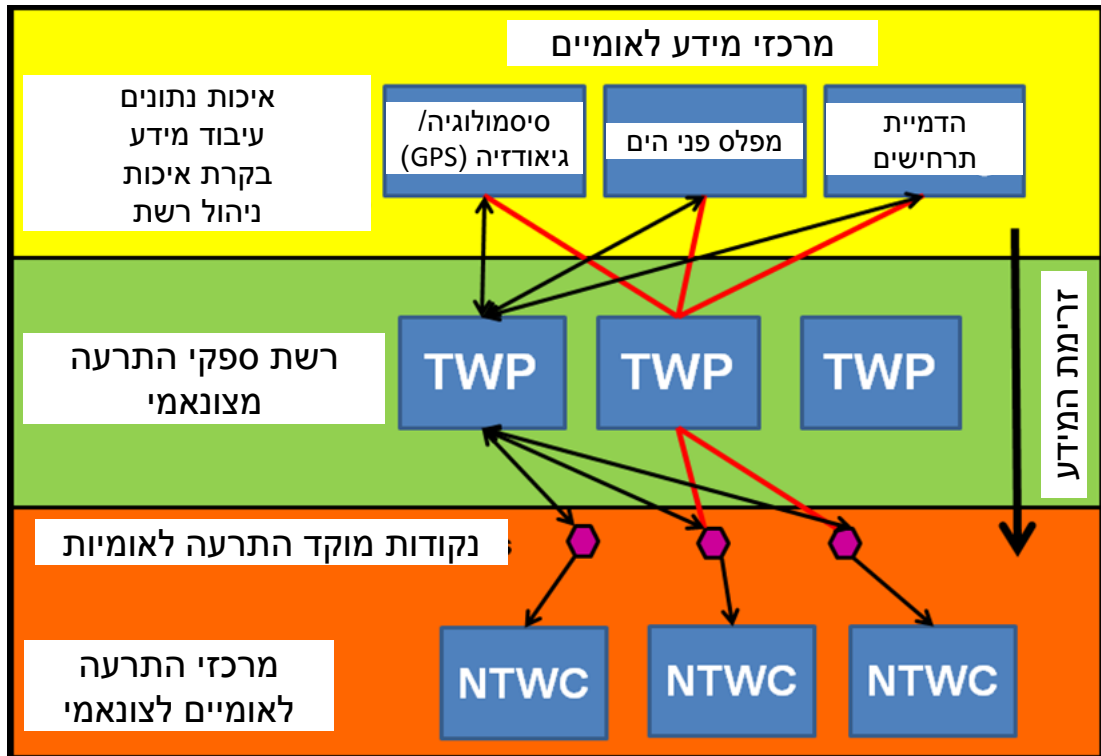 מרכזי מידע לאומיים
איכות נתונים
עיבוד מידע
בקרת איכות
ניהול רשת
סיסמולוגיה/
גיאודזיה (GPS)
מפלס פני הים
הדמיית
תרחישים
זרימת המידע
רשת ספקי התרעה
מצונאמי
TWP
TWP
TWP
נקודות מוקד התרעה לאומיות
מרכזי התרעה
לאומיים לצונאמי
NTWC
NTWC
NTWC